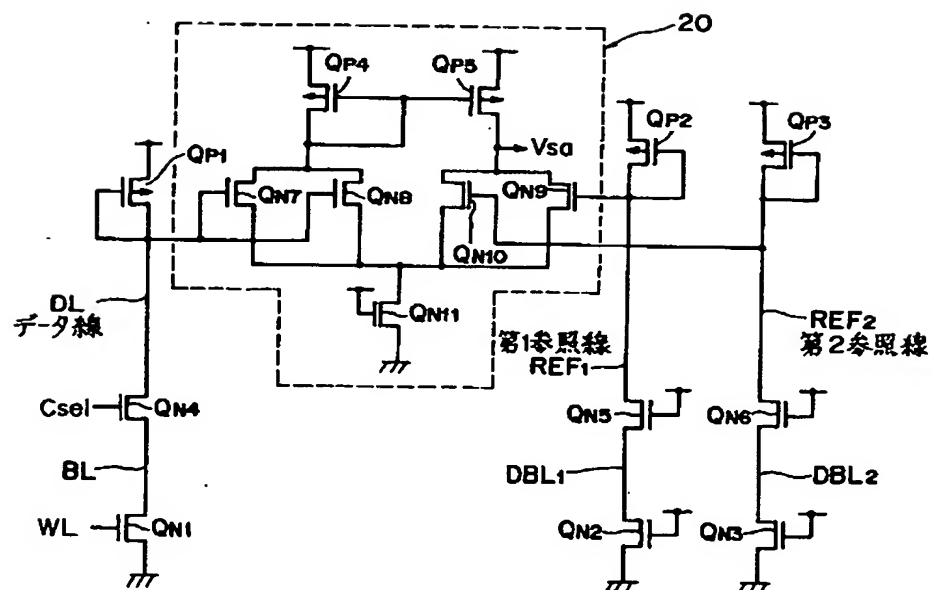 20
QP4
QP5
QP2
QP3
QP1
Vsa
QN7
QN8
QN9
QN10
DL
データ線
QN11
第1参照線
REF1
REF2
第2参照線
Csel
QN4
QN5
QN6
BL
DBL1
DBL2
WL
QN1
QN2
QN3